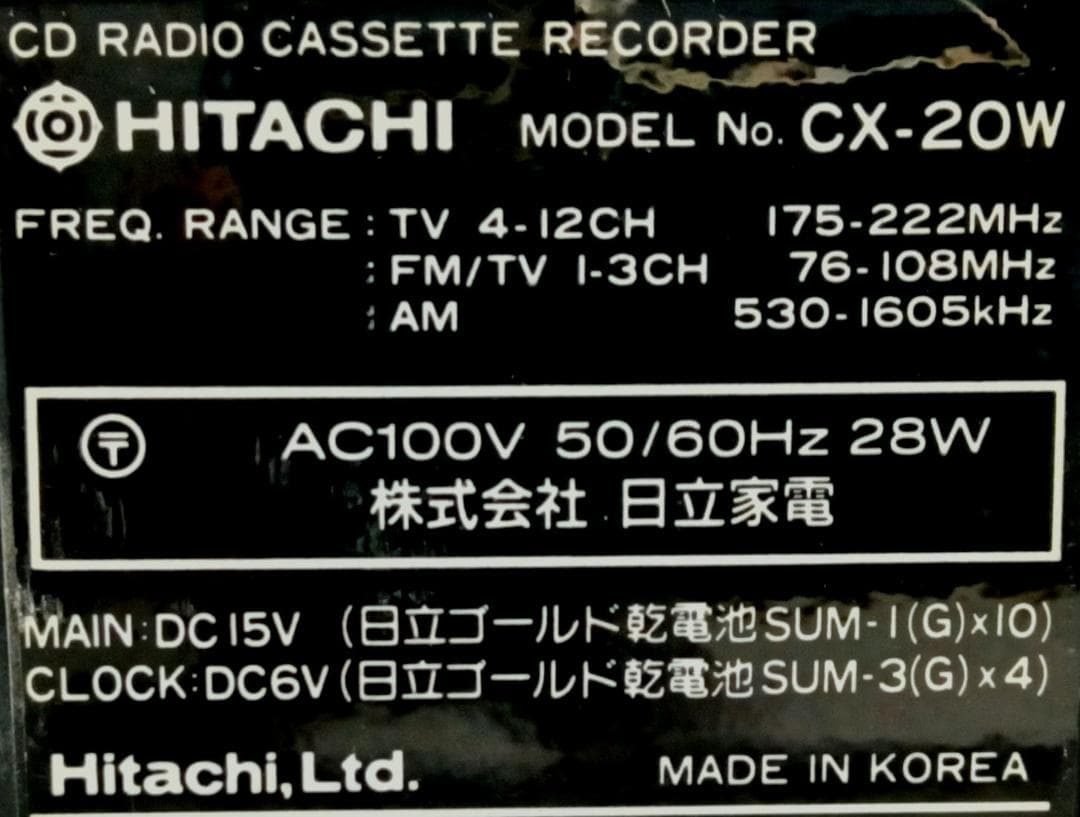 CD RADIO CASSETTE RECORDER
HITACHI MODEL No. CX-20W
FREQ. RANGE : TV 4-12CH 175-222MHz
: FM/TV 1-3CH 76-108MHz
: AM 530-1605kHz
〶 AC100V 50/60Hz 28W
株式会社 日立家電
MAIN:DC15V (日立ゴールド乾電池SUM-1(G)x10)
CLOCK:DC6V(日立ゴールド乾電池SUM-3(G)x4)
Hitachi,Ltd. MADE IN KOREA